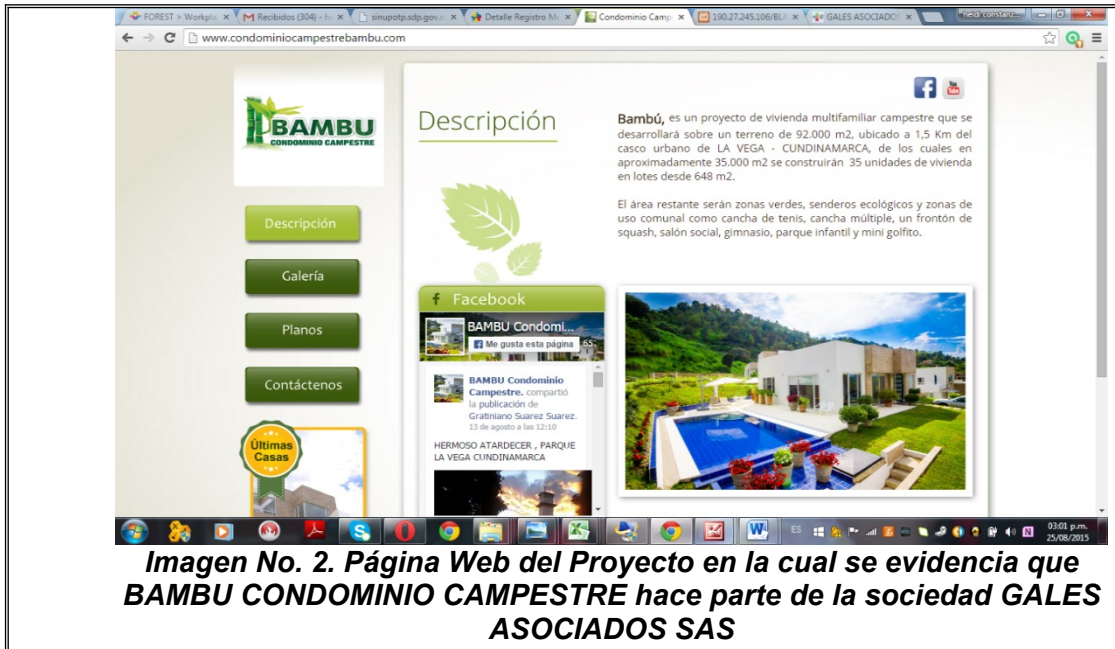 FOREST > Workpla
Recibidos (304) - h
sinupotp.sdp.gov.c
Detalle Registro M
Condominio Camp
190.27.245.106/BL
GALES ASOCIADO
www.condominiocampestrebambu.com
BAMBU
CONDOMINIO CAMPESTRE
Descripción
Galería
Planos
Contáctenos
Últimas
Casas
Descripción
Bambú, es un proyecto de vivienda multifamiliar campestre que se
desarrollará sobre un terreno de 92.000 m2, ubicado a 1,5 Km del
casco urbano de LA VEGA - CUNDINAMARCA, de los cuales en
aproximadamente 35.000 m2 se construirán 35 unidades de vivienda
en lotes desde 648 m2.
El área restante serán zonas verdes, senderos ecológicos y zonas de
uso comunal como cancha de tenis, cancha múltiple, un frontón de
squash, salón social, gimnasio, parque infantil y mini golfito.
You
Tube
Facebook
BAMBU Condomi...
Me gusta esta página
65
BAMBU Condominio
Campestre. compartió
la publicación de
Gratiniano Suarez Suarez.
13 de agosto a las 12:10
HERMOSO ATARDECER , PARQUE
LA VEGA CUNDINAMARCA
ES
03:01 p.m.
25/08/2015
Imagen No. 2. Página Web del Proyecto en la cual se evidencia que
BAMBU CONDOMINIO CAMPESTRE hace parte de la sociedad GALES
ASOCIADOS SAS